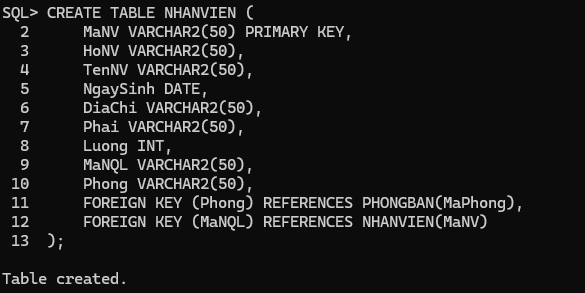 SQL> CREATE TABLE NHANVIEN (
  2      MaNV VARCHAR2(50) PRIMARY KEY,
  3      HoNV VARCHAR2(50),
  4      TenNV VARCHAR2(50),
  5      NgaySinh DATE,
  6      DiaChi VARCHAR2(50),
  7      Phai VARCHAR2(50),
  8      Luong INT,
  9      MaNQL VARCHAR2(50),
 10      Phong VARCHAR2(50),
 11      FOREIGN KEY (Phong) REFERENCES PHONGBAN(MaPhong),
 12      FOREIGN KEY (MaNQL) REFERENCES NHANVIEN(MaNV)
 13  );
Table created.